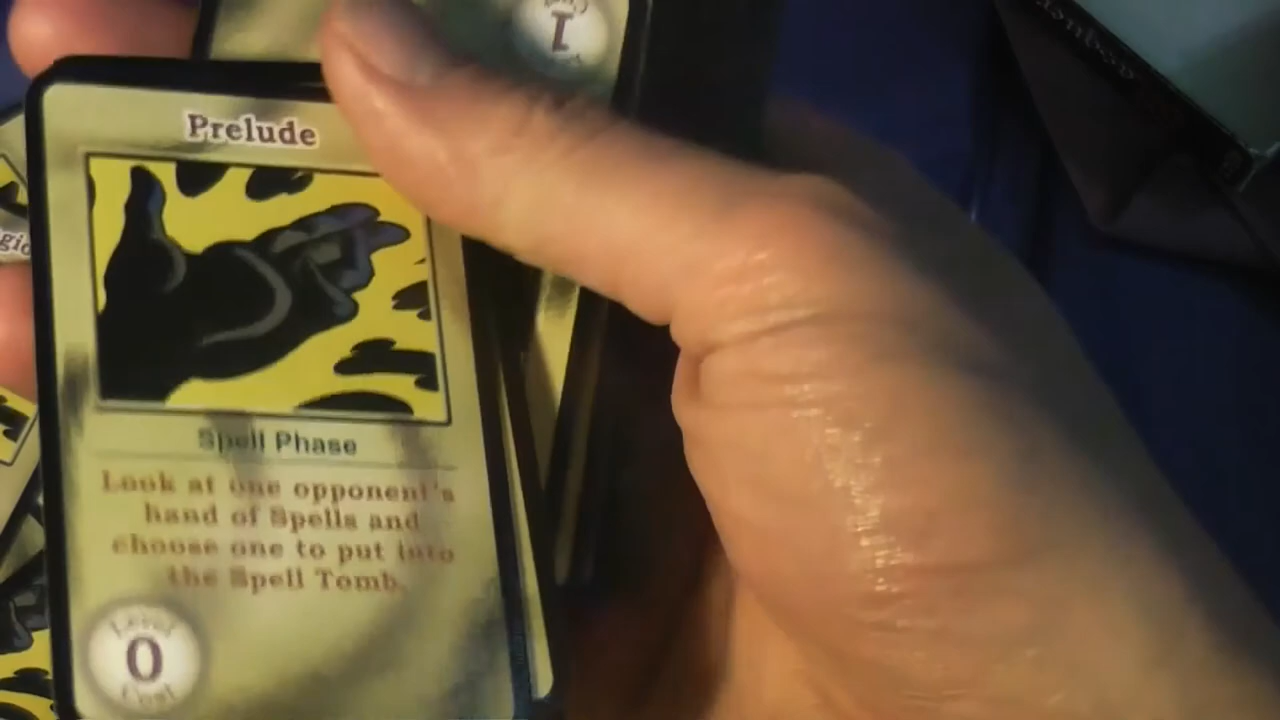 Prelude
Spell Phase
Look at one opponent's
hand of Spells and
choose one to put into
the Spell Tomb.
Level
0
Cost
1